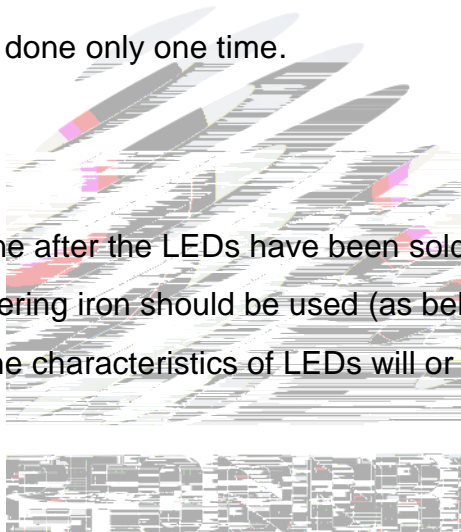 done only one time.
ne after the LEDs have been sold
ering iron should be used (as bel
ne characteristics of LEDs will or